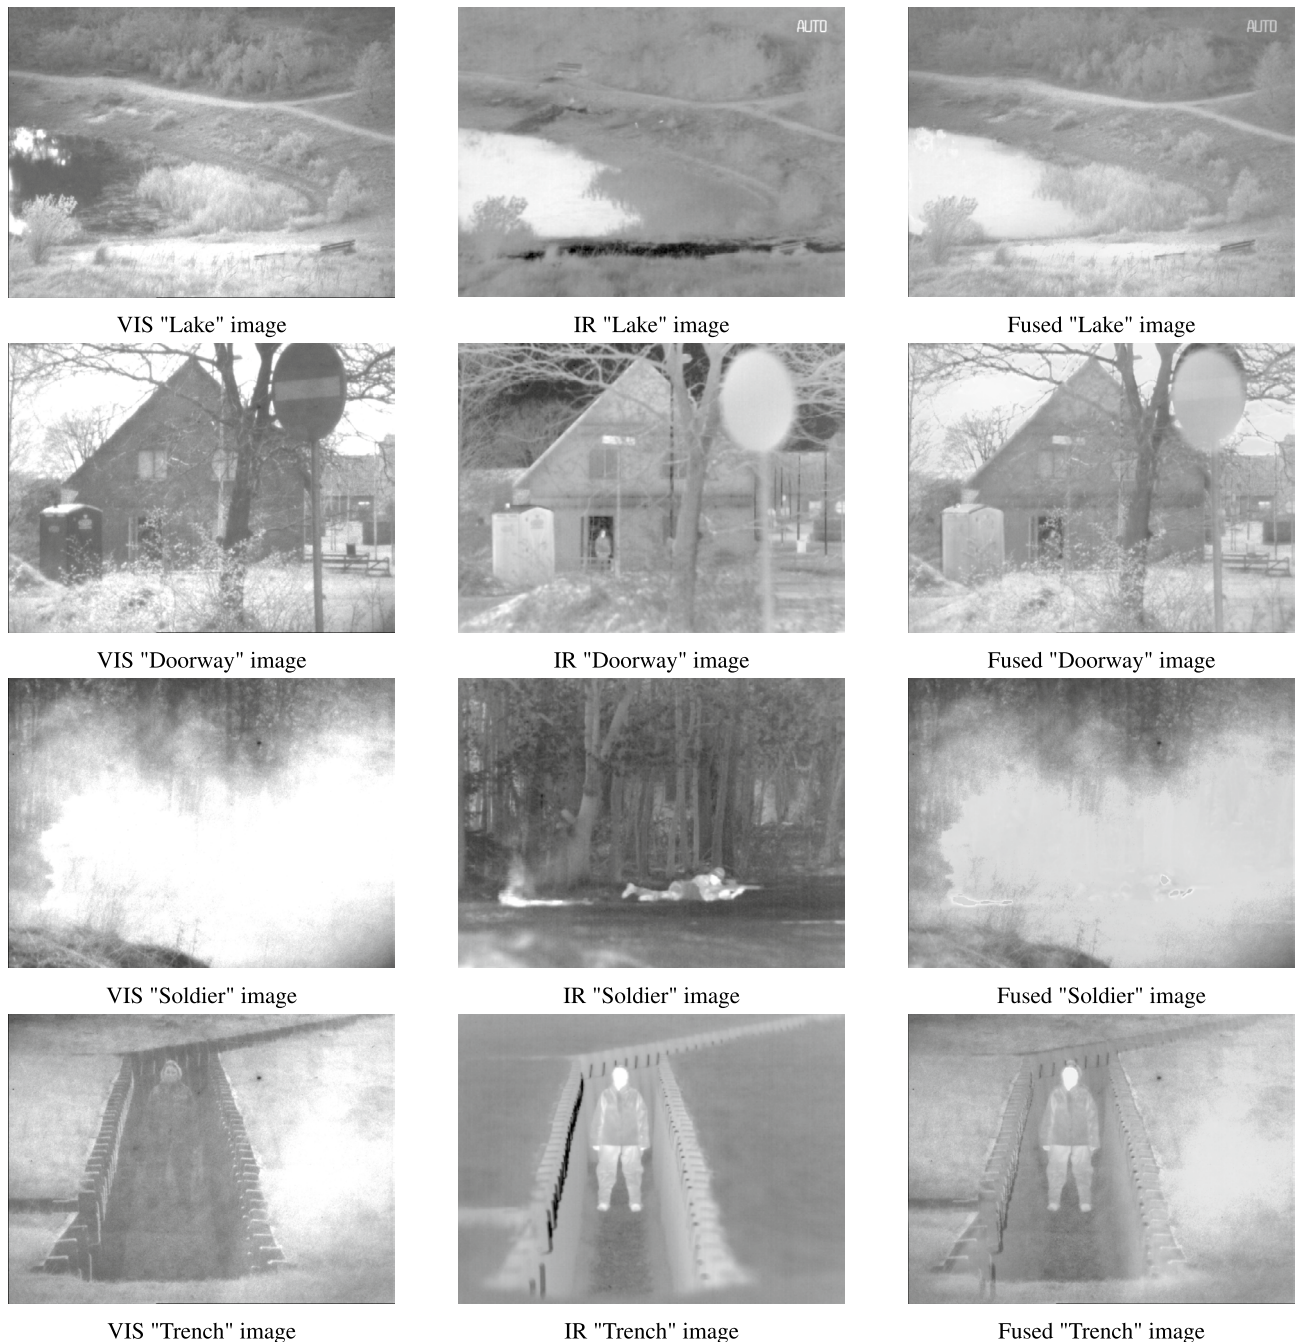 AUTO
AUTO
VIS "Lake" image
IR "Lake" image
Fused "Lake" image
VIS "Doorway" image
IR "Doorway" image
Fused "Doorway" image
VIS "Soldier" image
IR "Soldier" image
Fused "Soldier" image
VIS "Trench" image
IR "Trench" image
Fused "Trench" image